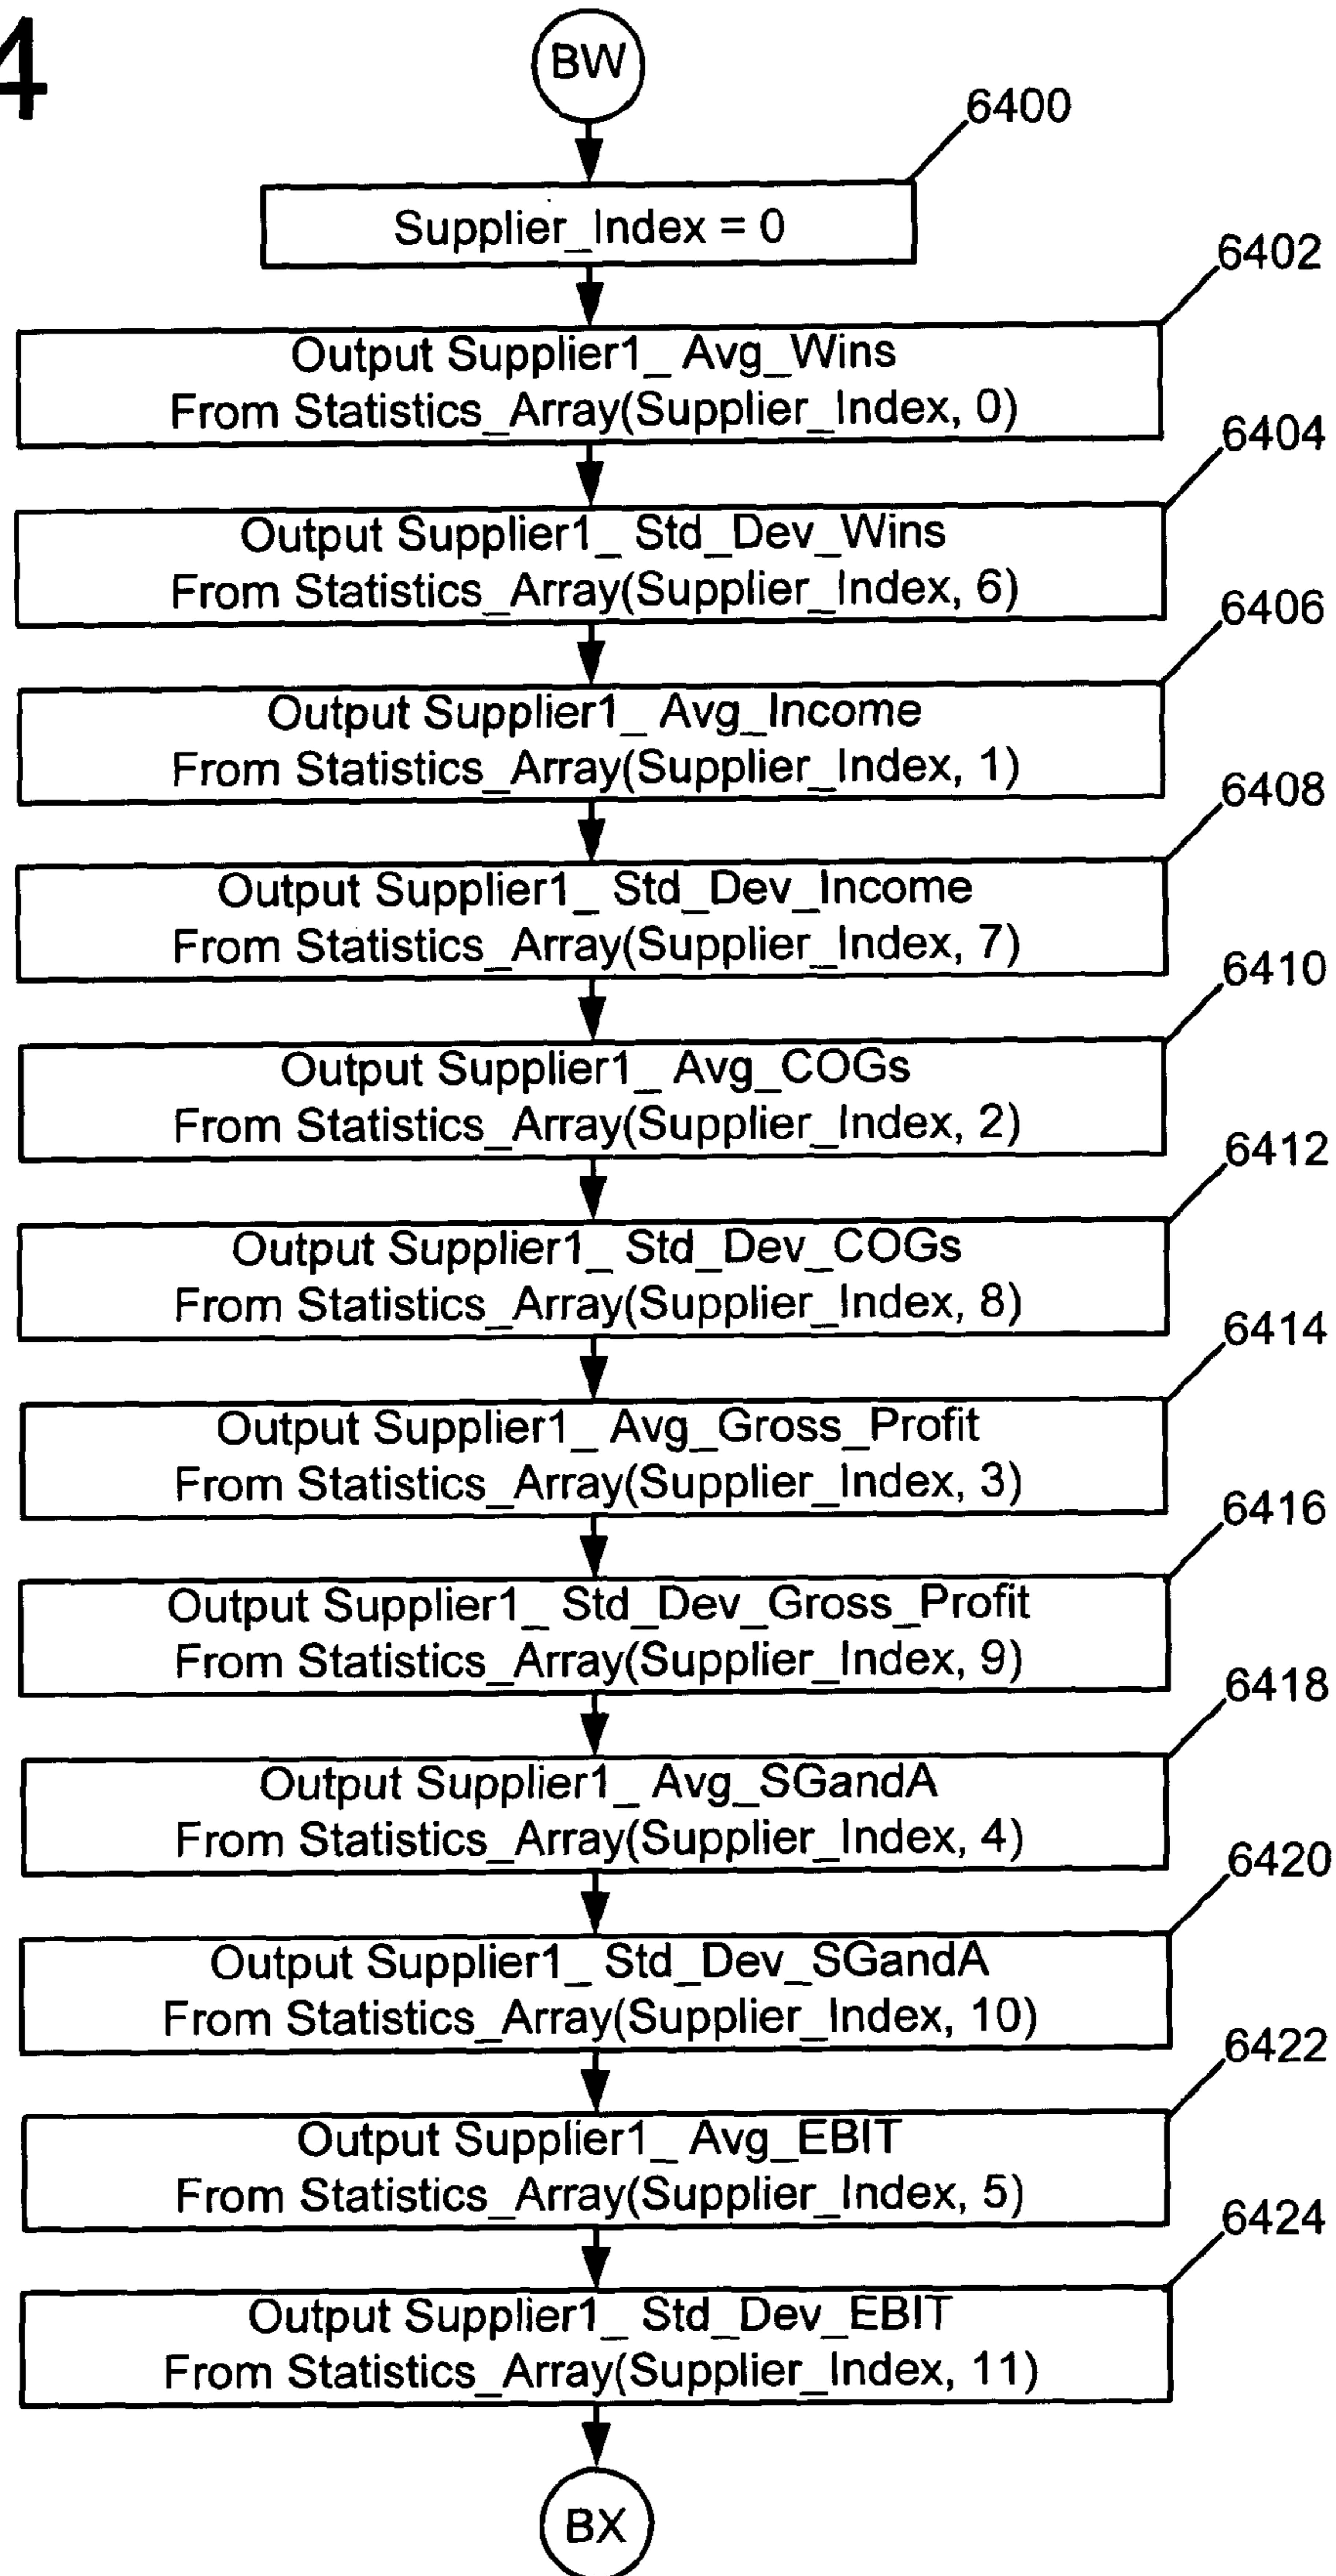 4
BW
6400
Supplier_Index = 0
6402
Output Supplier1_ Avg_Wins
From Statistics_Array(Supplier_Index, 0)
6404
Output Supplier1_ Std_Dev_Wins
From Statistics_Array(Supplier_Index, 6)
6406
Output Supplier1_ Avg_Income
From Statistics_Array(Supplier_Index, 1)
6408
Output Supplier1_ Std_Dev_Income
From Statistics_Array(Supplier_Index, 7)
6410
Output Supplier1_ Avg_COGs
From Statistics_Array(Supplier_Index, 2)
6412
Output Supplier1_ Std_Dev_COGs
From Statistics_Array(Supplier_Index, 8)
6414
Output Supplier1_ Avg_Gross_Profit
From Statistics_Array(Supplier_Index, 3)
6416
Output Supplier1_ Std_Dev_Gross_Profit
From Statistics_Array(Supplier_Index, 9)
6418
Output Supplier1_ Avg_SGandA
From Statistics_Array(Supplier_Index, 4)
6420
Output Supplier1_ Std_Dev_SGandA
From Statistics_Array(Supplier_Index, 10)
6422
Output Supplier1_ Avg_EBIT
From Statistics_Array(Supplier_Index, 5)
6424
Output Supplier1_ Std_Dev_EBIT
From Statistics_Array(Supplier_Index, 11)
BX